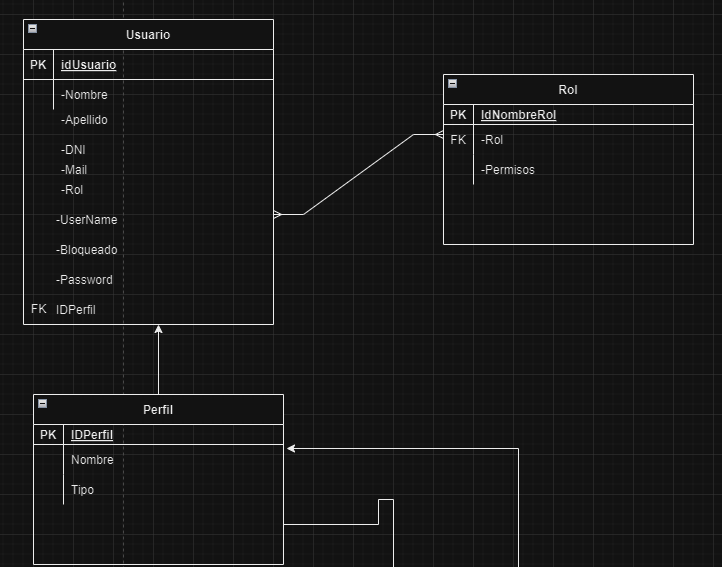 Usuario
PK idUsuario
-Nombre
-Apellido
-DNI
-Mail
-Rol
-UserName
-Bloqueado
-Password
FK IDPerfil
Rol
PK IdNombreRol
FK -Rol
-Permisos
Perfil
PK IDPerfil
Nombre
Tipo